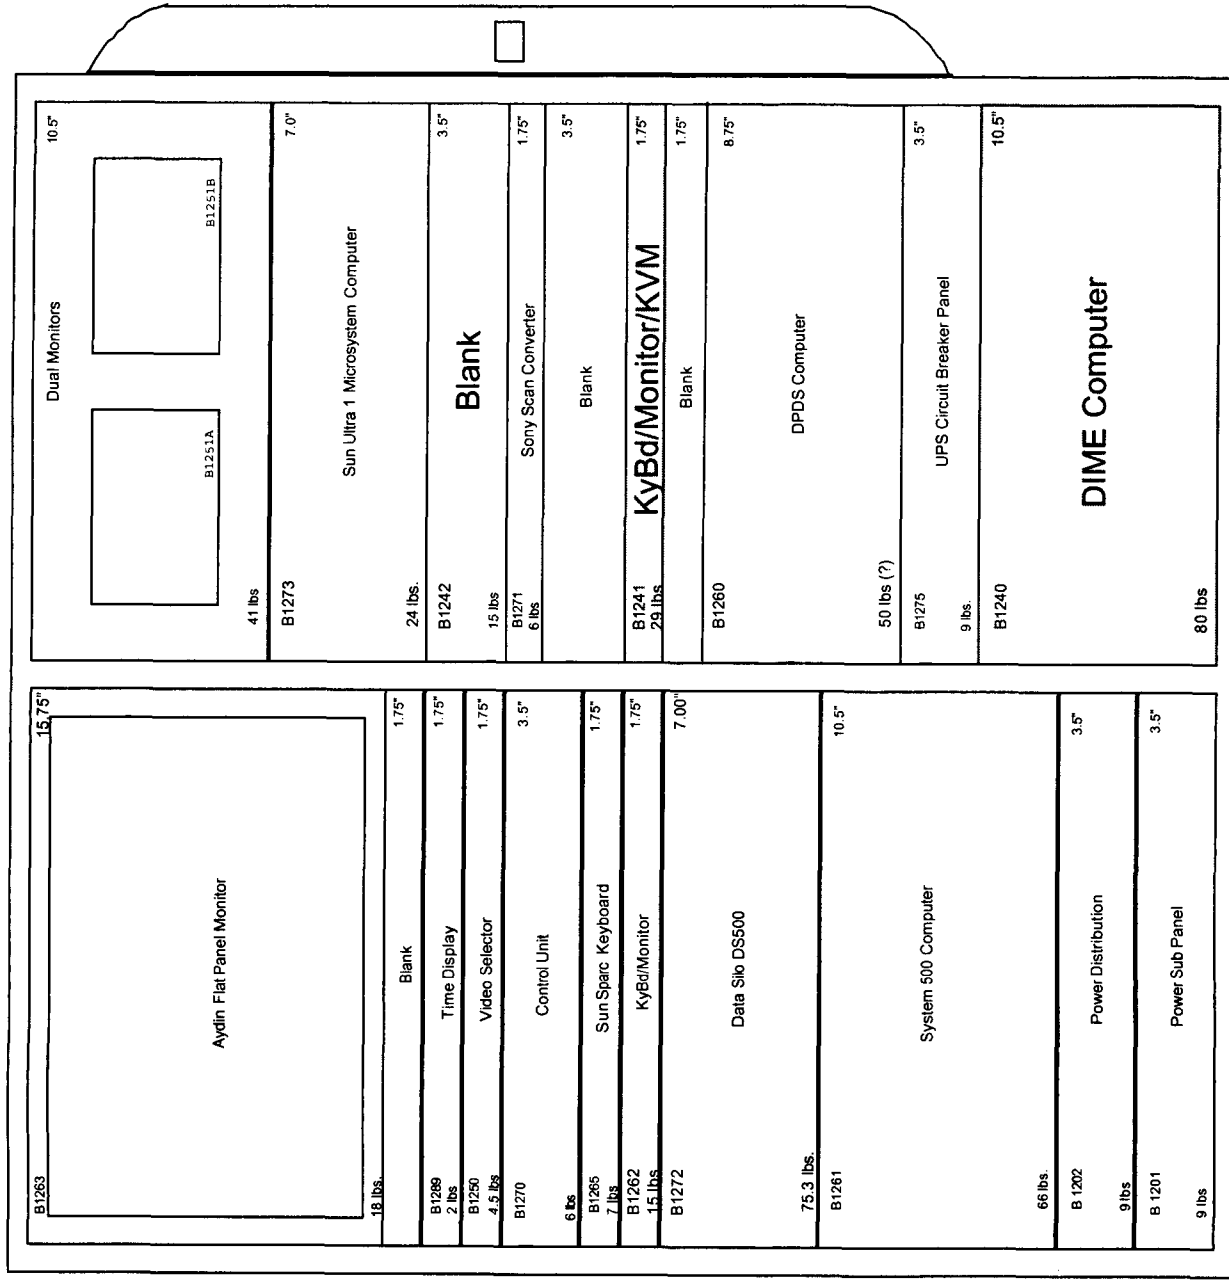 B1263
15.75"
Aydin Flat Panel Monitor
18 lbs.
1.75"
Blank
B1289
1.75"
Time Display
2 lbs
B1250
1.75"
Video Selector
4.5 lbs
B1270
3.5"
Control Unit
6 lbs
B1265
1.75"
Sun Sparc Keyboard
7 lbs
B1262
1.75"
KyBd/Monitor
15 lbs
B1272
7.00"
Data Silo DS500
75.3 lbs.
B1261
10.5"
System 500 Computer
66 lbs.
B 1202
3.5"
Power Distribution
9 lbs
B 1201
3.5"
Power Sub Panel
9 lbs
10.5"
Dual Monitors
B1251A
B1251B
41 lbs
B1273
7.0"
Sun Ultra 1 Microsystem Computer
24 lbs.
B1242
3.5"
Blank
15 lbs
B1271
1.75"
Sony Scan Converter
6 lbs
3.5"
Blank
B1241
1.75"
KyBd/Monitor/KVM
29 lbs
1.75"
Blank
B1260
8.75"
DPDS Computer
50 lbs (?)
B1275
3.5"
UPS Circuit Breaker Panel
9 lbs.
B1240
10.5"
DIME Computer
80 lbs